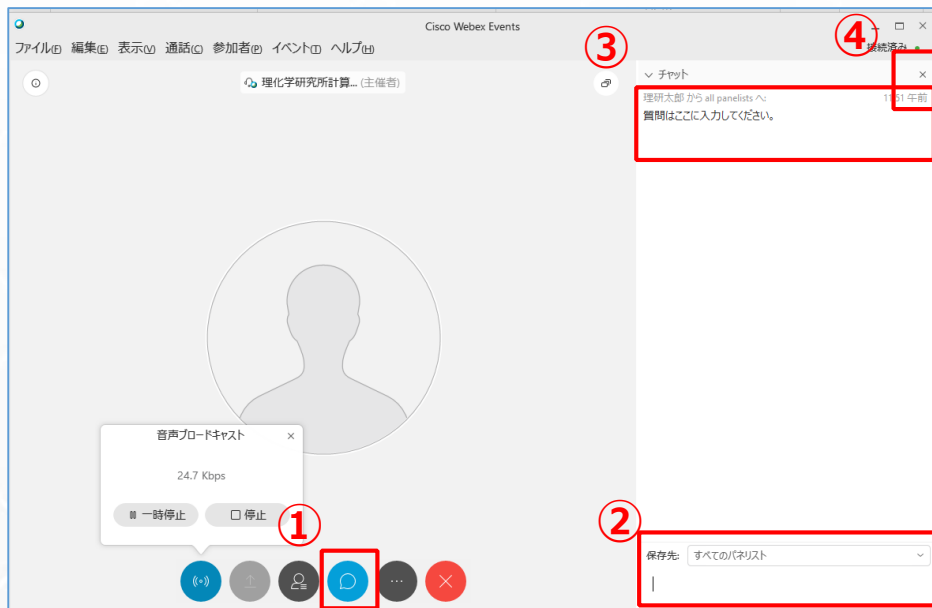 Cisco Webex Events
ファイル(F) 編集(E) 表示(V) 通話(C) 参加者(P) イベント(T) ヘルプ(H)
③
④
接続済み
理化学研究所計算... (主催者)
チャット
理研太郎 から all panelists へ:
11:51 午前
質問はここに入力してください。
音声ブロードキャスト
24.7 Kbps
一時停止
停止
①
②
保存先:
すべてのパネリスト